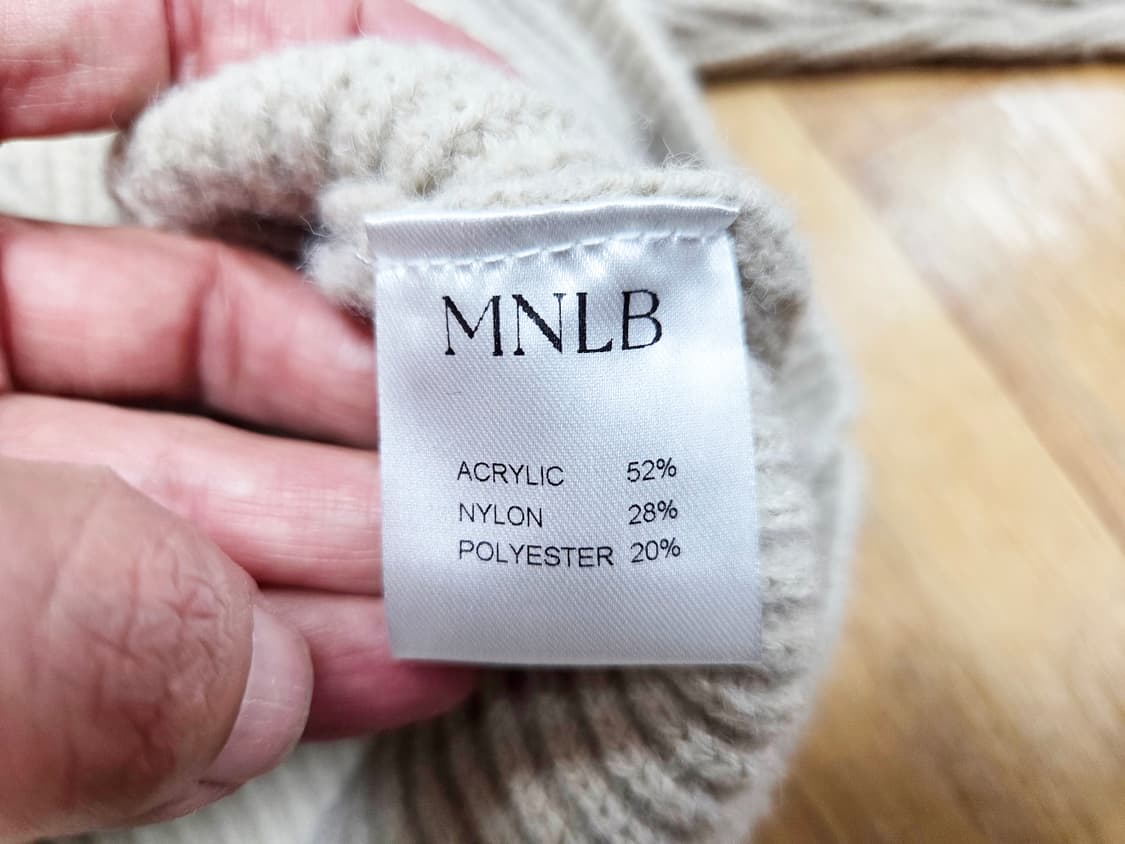 MNLB
ACRYLIC 52%
NYLON 28%
POLYESTER 20%